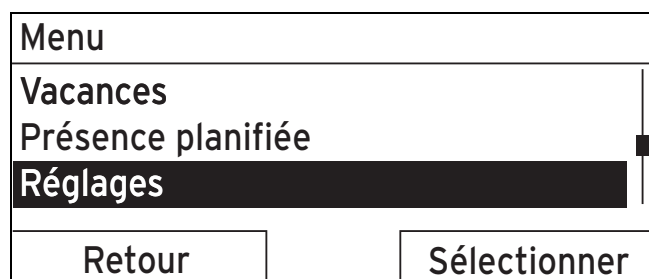 Menu
Vacances
Présence planifiée
Réglages
Retour Sélectionner